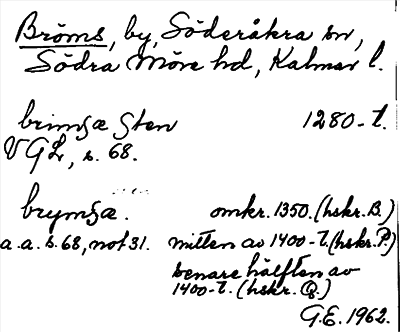 Bröms, by, Söderåkra sn,
Södra Möre hd, Kalmar l.
brimsæ sten 1280-t.
VGL, s. 68.
brymsæ. omkr. 1350. (hskr. B.)
a.a. s. 68, not 31. mitten av 1400-t. (hskr. P.)
senare hälften av
1400-t. (hskr. Q.)
G.E. 1962.